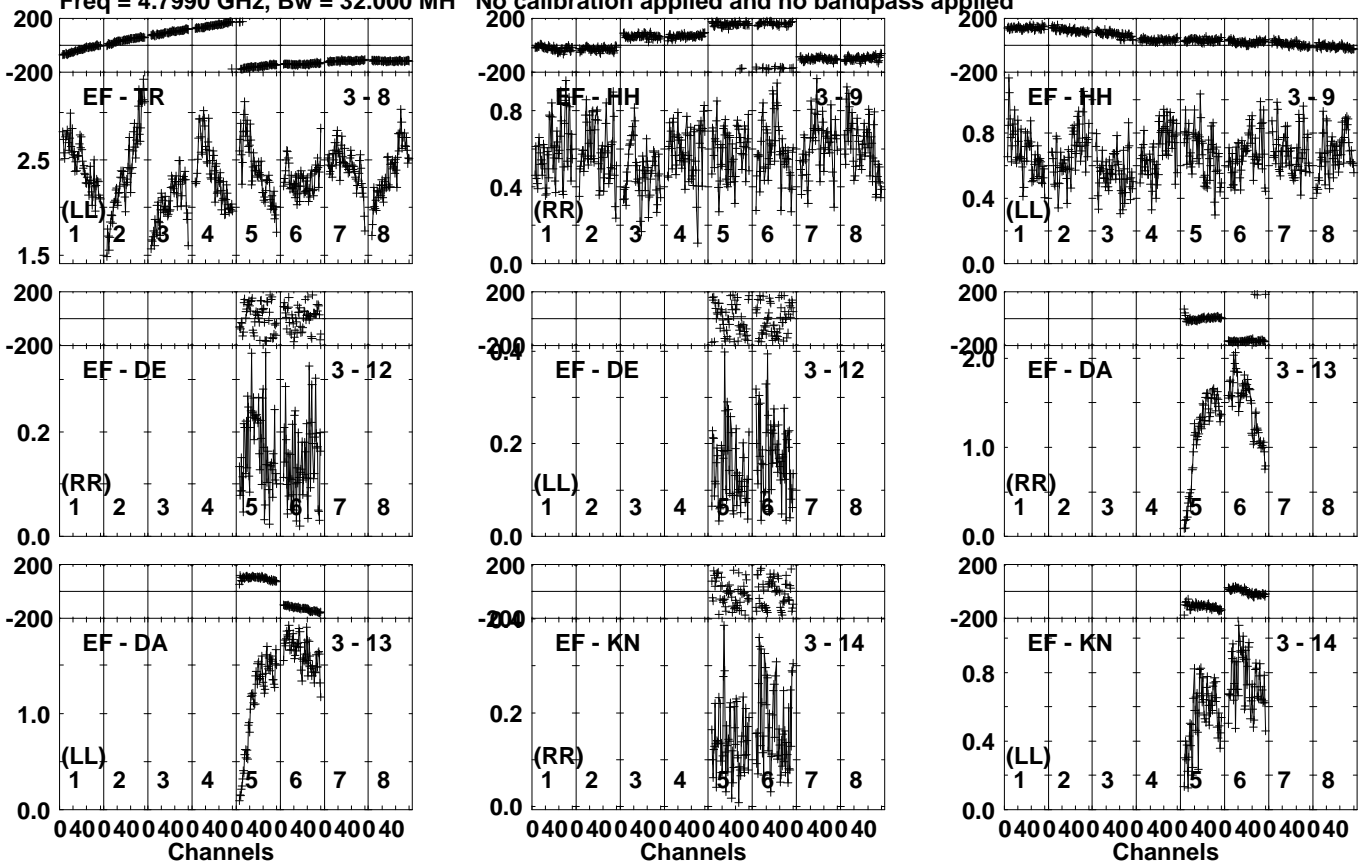 Freq = 4.7990 GHz, Bw = 32.000 MH No calibration applied and no bandpass applied
200 200 200
-200 -200 -200
EF - TR 3 - 8 EF - HH 3 - 9 EF - HH 3 - 9
2.5 0.8 0.8
0.4 0.4
(LL) (RR) (LL)
1 2 3 4 5 6 7 8 1 2 3 4 5 6 7 8 1 2 3 4 5 6 7 8
1.5 0.0 0.0
200 200 200
-200 -200 -200
0.4 2.0
EF - DE 3 - 12 EF - DE 3 - 12 EF - DA 3 - 13
0.2 0.2 1.0
(RR) (LL) (RR)
1 2 3 4 5 6 7 8 1 2 3 4 5 6 7 8 1 2 3 4 5 6 7 8
0.0 0.0 0.0
200 200 200
-200 -200 -200
0.4
EF - DA 3 - 13 EF - KN 3 - 14 EF - KN 3 - 14
0.8
1.0 0.2 0.4
(LL) (RR) (LL)
1 2 3 4 5 6 7 8 1 2 3 4 5 6 7 8 1 2 3 4 5 6 7 8
0.0 0.0 0.0
0 40 0 40 0 40 0 40 0 40 0 40 0 40 0 40 0 40 0 40 0 40 0 40 0 40 0 40 0 40 0 40 0 40 0 40 0 40 0 40 0 40 0 40 0 40 0 40
Channels Channels Channels